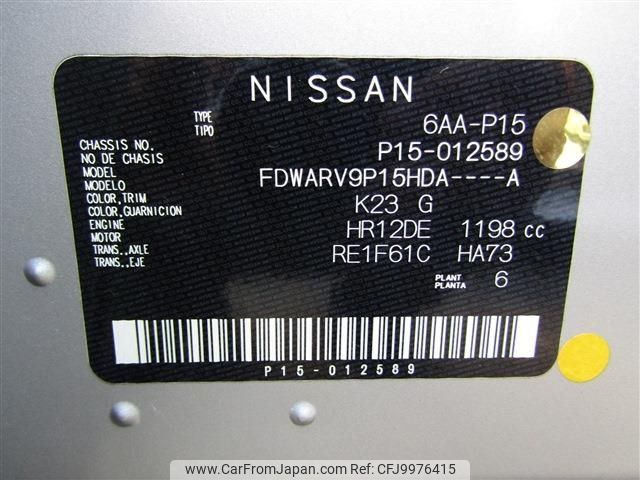 NISSAN
TYPE 6AA-P15
TIPO
CHASSIS NO. P15-012589
NO DE CHASIS
MODEL FDWARV9P15HDA----A
MODELO
COLOR,TRIM K23 G
COLOR,GUARNICION
ENGINE HR12DE 1198 cc
MOTOR
TRANS.,AXLE RE1F61C HA73
TRANS.,EJE
PLANT 6
PLANTA
P15-012589
www.CarFromJapan.com - REF:69976415